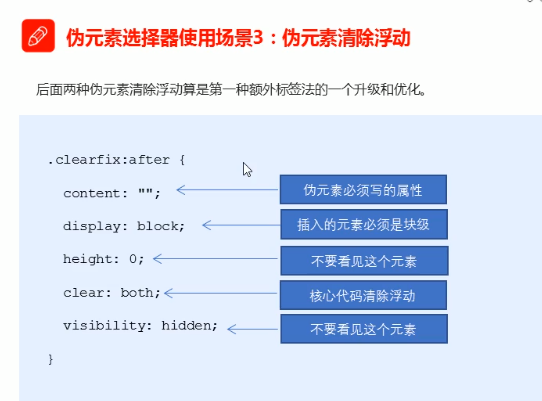 伪元素选择器使用场景3：伪元素清除浮动
后面两种伪元素清除浮动算是第一种额外标签法的一个升级和优化。
.clearfix:after {
content: ""; 伪元素必须写的属性
display: block; 插入的元素必须是块级
height: 0; 不要看见这个元素
clear: both; 核心代码清除浮动
visibility: hidden; 不要看见这个元素
}